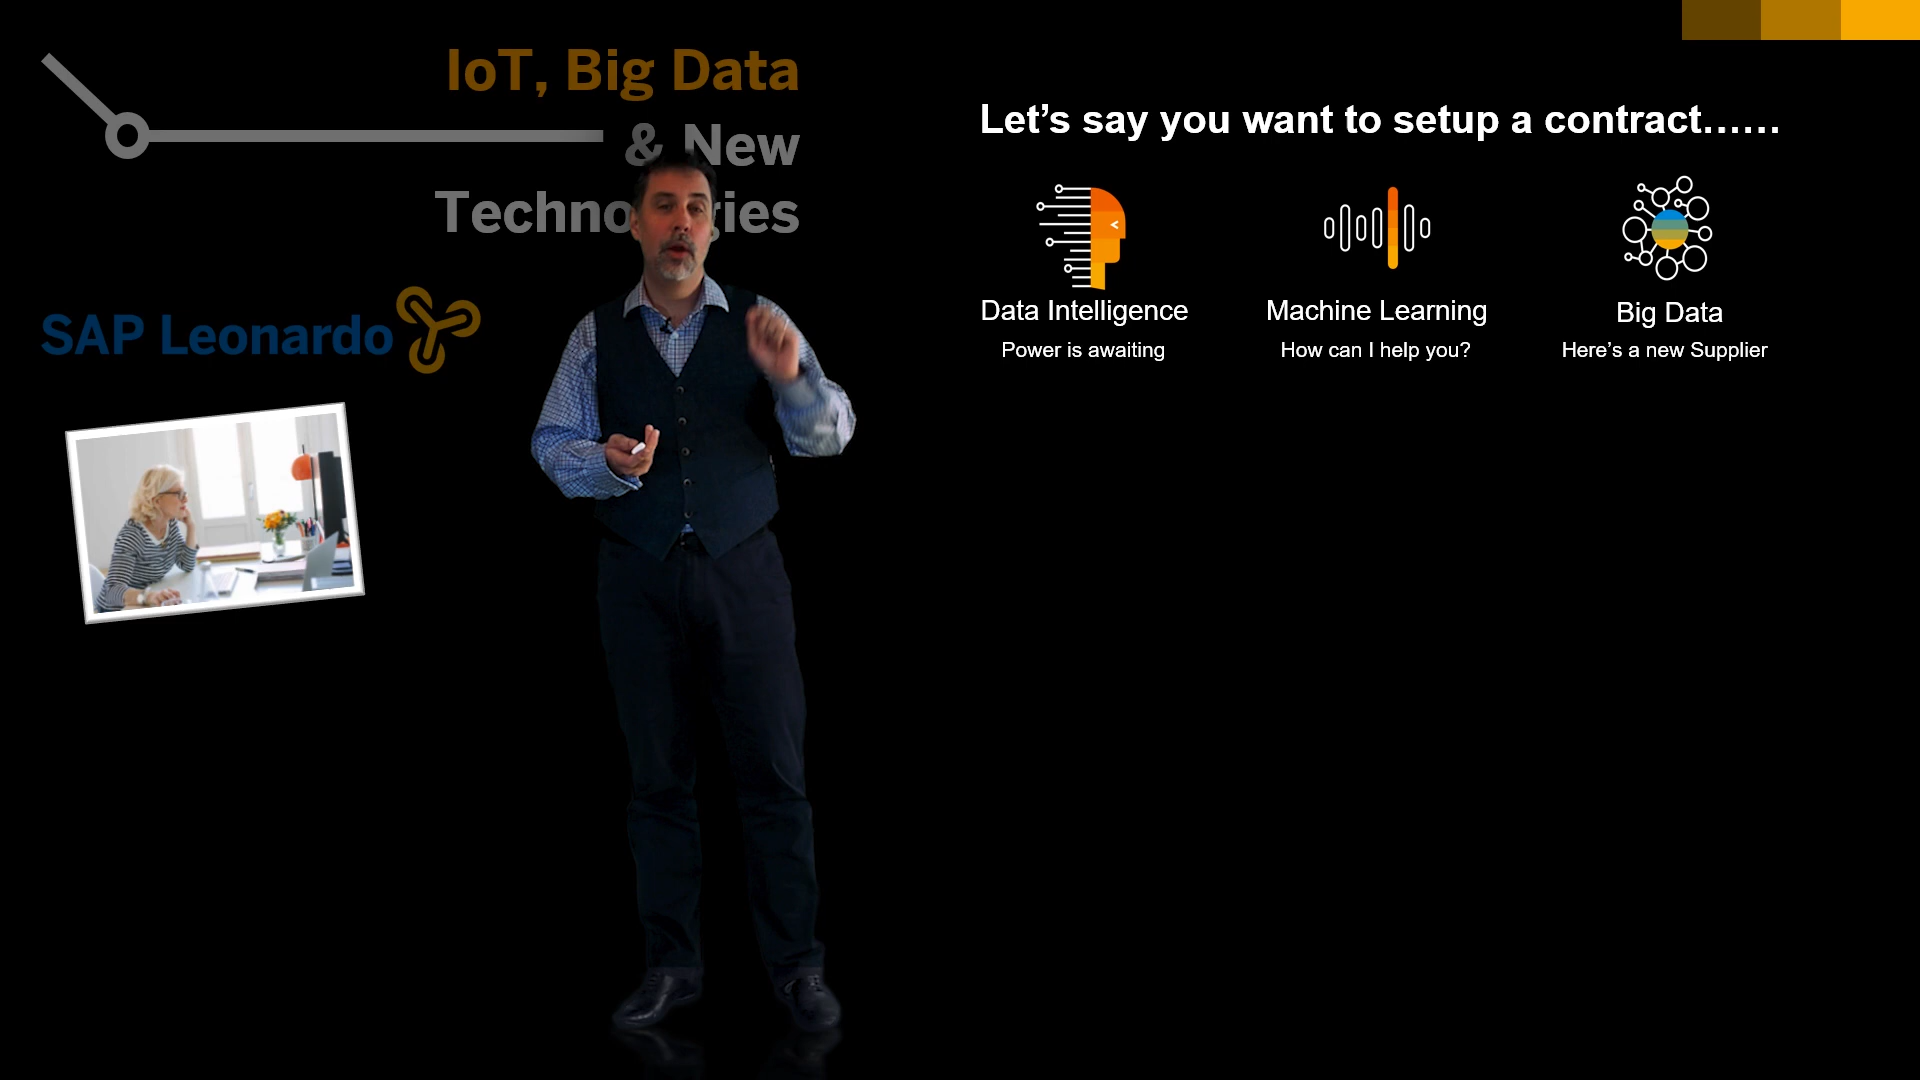 IoT, Big Data
& New
Techno gies
SAP Leonardo
Let’s say you want to setup a contract……
Data Intelligence
Power is awaiting
Machine Learning
How can I help you?
Big Data
Here’s a new Supplier